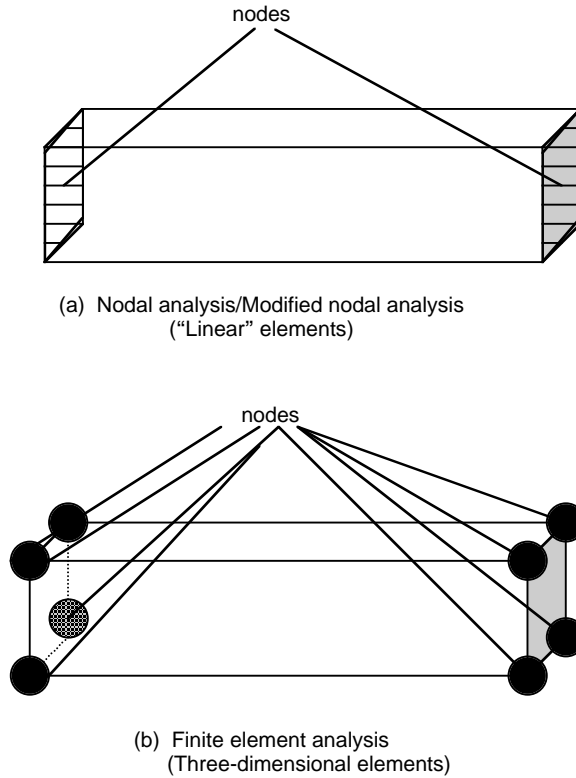 nodes
(a) Nodal analysis/Modified nodal analysis
(“Linear” elements)
nodes
(b) Finite element analysis
(Three-dimensional elements)